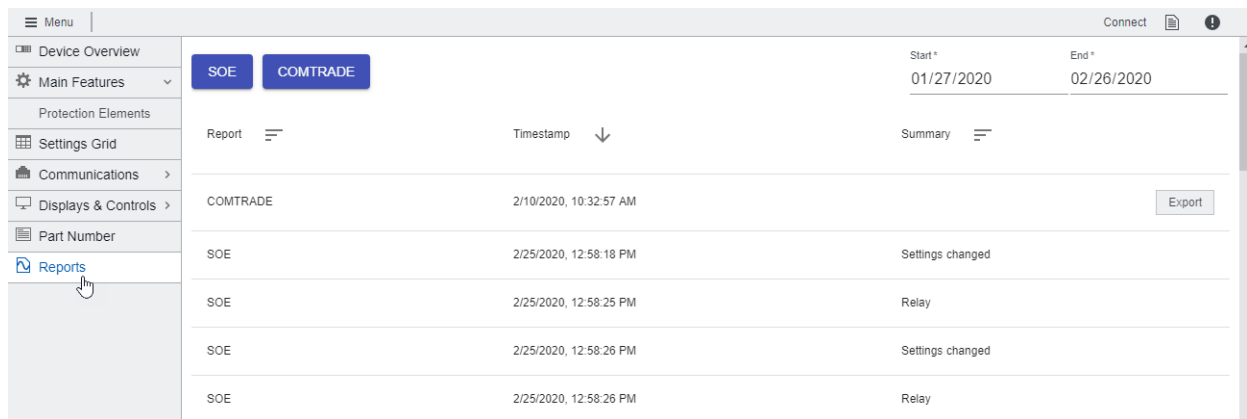 Menu
Connect
Device Overview
Main Features
Protection Elements
Settings Grid
Communications
Displays & Controls
Part Number
Reports
SOE COMTRADE
Start * End *
01/27/2020 02/26/2020
Report Timestamp Summary
COMTRADE 2/10/2020, 10:32:57 AM Export
SOE 2/25/2020, 12:58:18 PM Settings changed
SOE 2/25/2020, 12:58:25 PM Relay
SOE 2/25/2020, 12:58:26 PM Settings changed
SOE 2/25/2020, 12:58:26 PM Relay